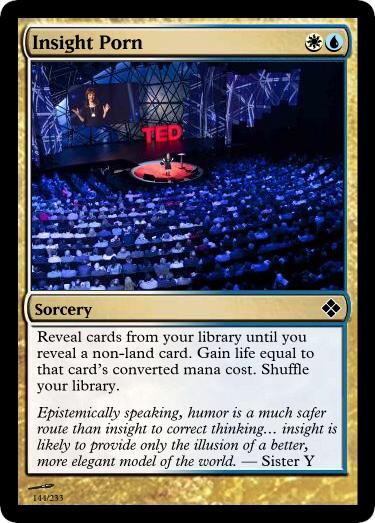 Insight Porn
TED
Sorcery
Reveal cards from your library until you
reveal a non-land card. Gain life equal to
that card's converted mana cost. Shuffle
your library.
Epistemically speaking, humor is a much safer
route than insight to correct thinking… insight is
likely to provide only the illusion of a better,
more elegant model of the world. — Sister Y
144/233